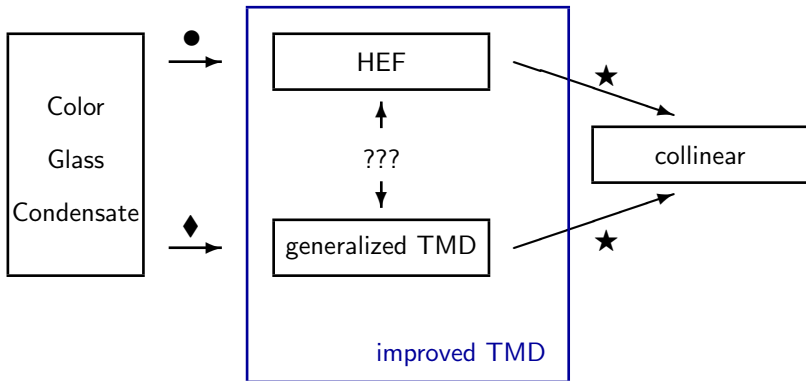 Color
Glass
Condensate
HEF
???
generalized TMD
improved TMD
collinear